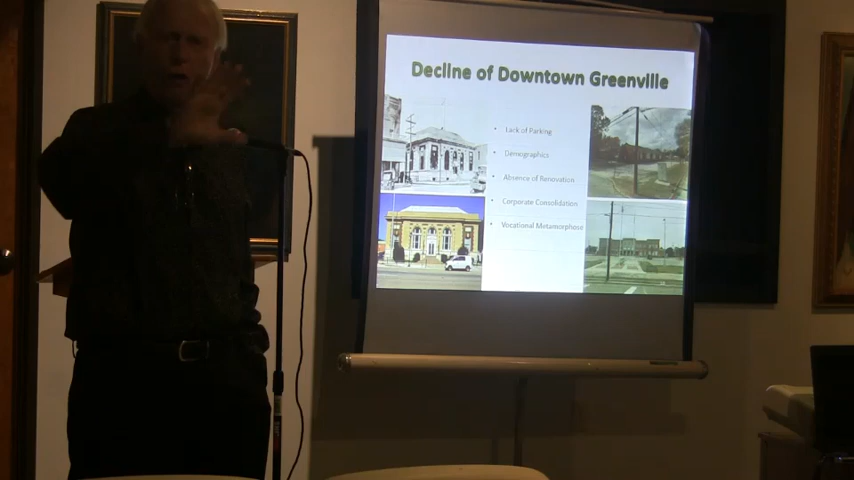 Decline of Downtown Greenville
• Lack of Parking
• Demographics
• Absence of Renovation
• Corporate Consolidation
• Vocational Metamorphose